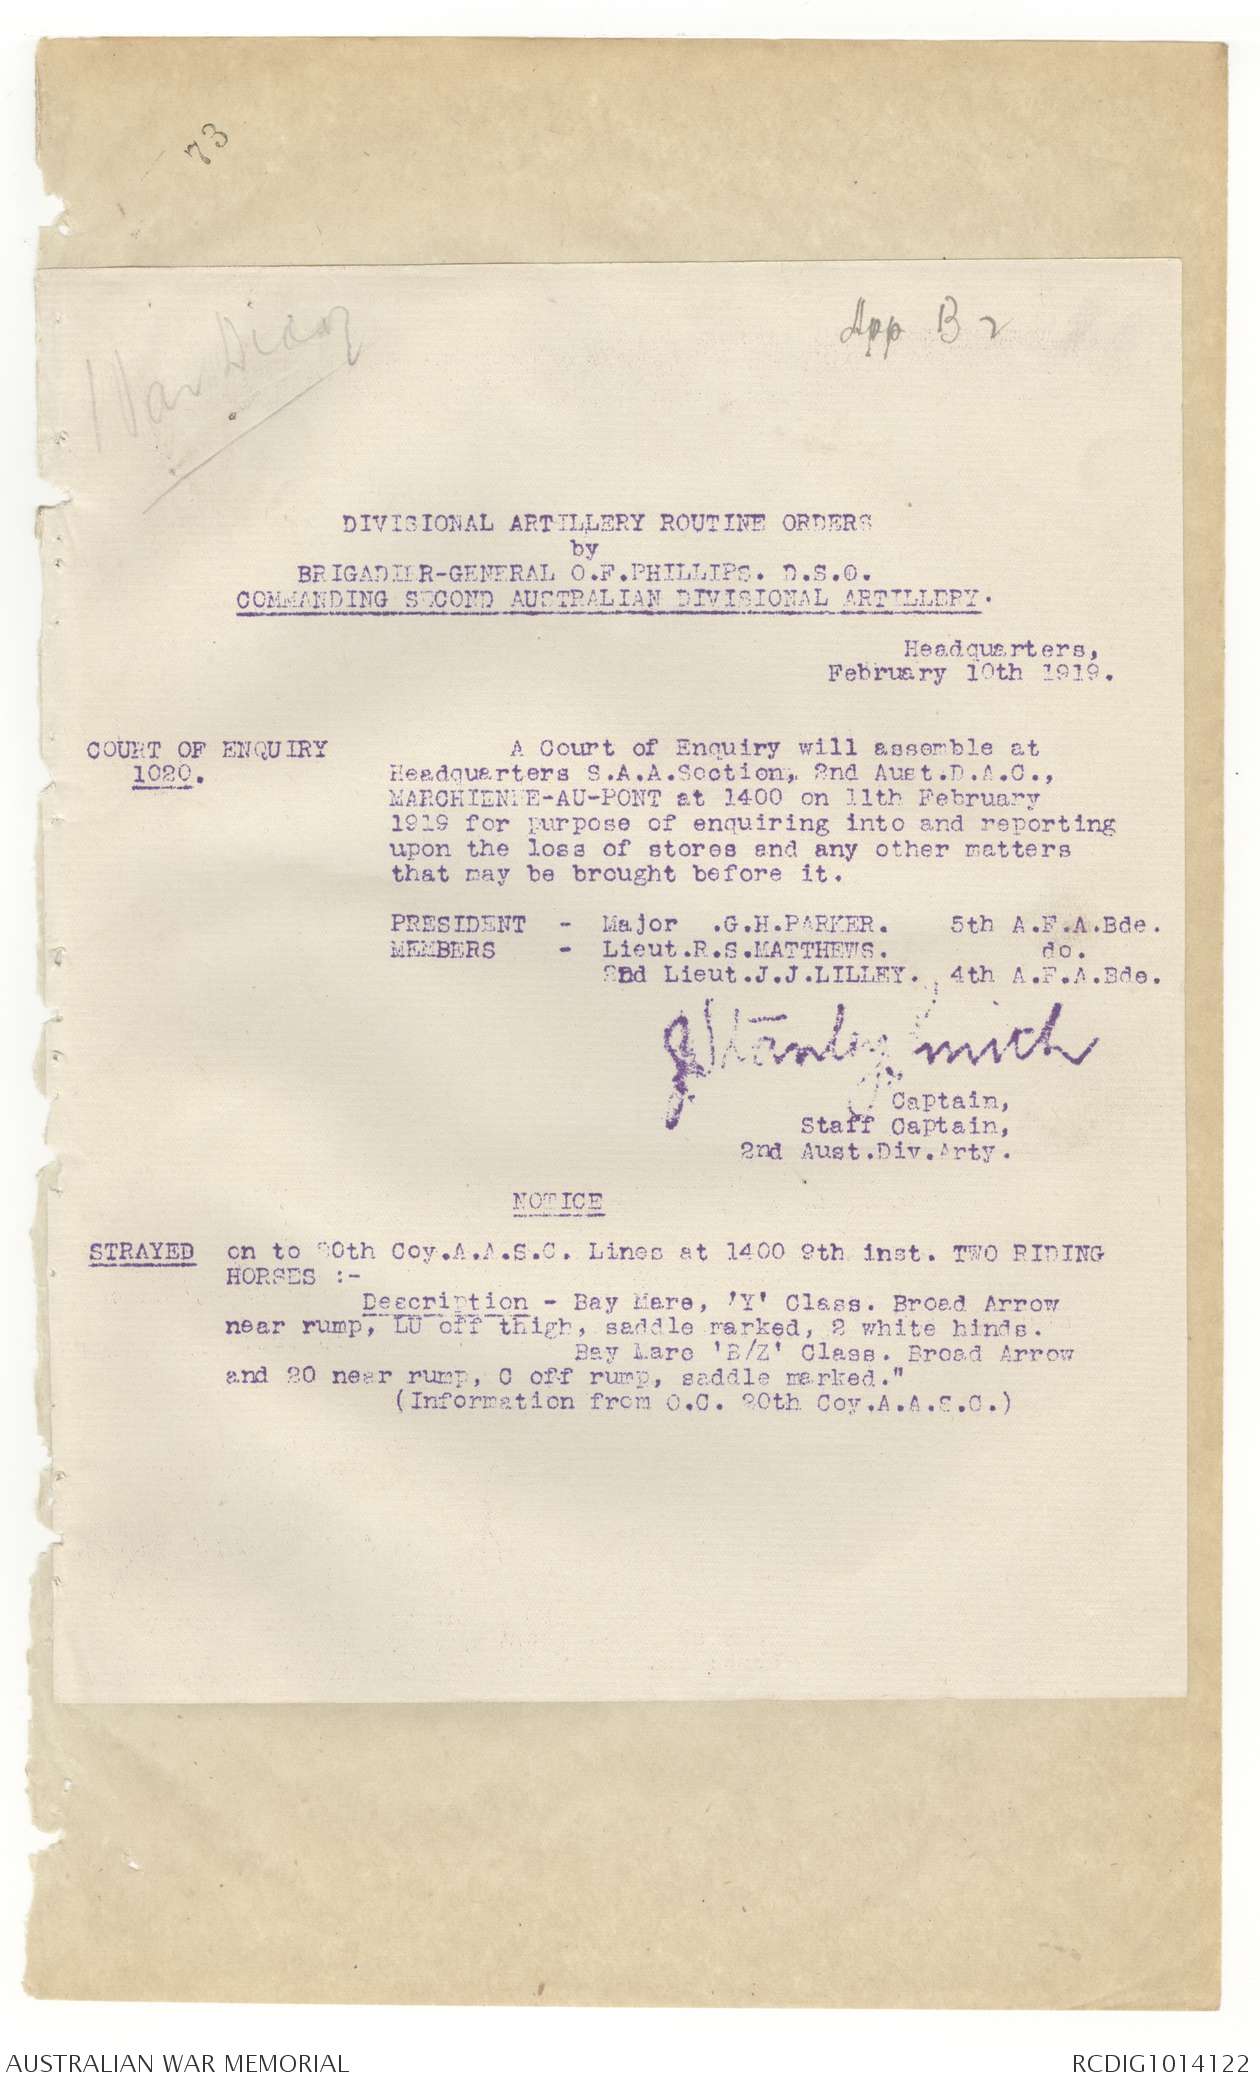 73
War Diary
App B 2
DIVISIONAL ARTILLERY ROUTINE ORDERS
by
BRIGADIER-GENERAL O.F.PHILLIPS. D.S.O.
COMMANDING SECOND AUSTRALIAN DIVISIONAL ARTILLERY.
Headquarters,
February 10th 1919.
COURT OF ENQUIRY
1020.
A Court of Enquiry will assemble at
Headquarters S.A.A.Section, 2nd Aust.D.A.C.,
MARCHIENNE-AU-PONT at 1400 on 11th February
1919 for purpose of enquiring into and reporting
upon the loss of stores and any other matters
that may be brought before it.
PRESIDENT - Major .G.H.PARKER. 5th A.F.A.Bde.
MEMBERS - Lieut.R.S.MATTHEWS. do.
2nd Lieut.J.J.LILLEY. 4th A.F.A.Bde.
J Stanley Smith
Captain,
Staff Captain,
2nd Aust.Div.Arty.
NOTICE
STRAYED on to 20th Coy.A.A.S.C. Lines at 1400 9th inst. TWO RIDING
HORSES :-
Description - Bay Mare, 'Y' Class. Broad Arrow
near rump, LU off thigh, saddle marked, 2 white hinds.
Bay Mare 'B/Z' Class. Broad Arrow
and 20 near rump, C off rump, saddle marked."
(Information from O.C. 20th Coy.A.A.S.C.)
AUSTRALIAN WAR MEMORIAL
RCDIG1014122